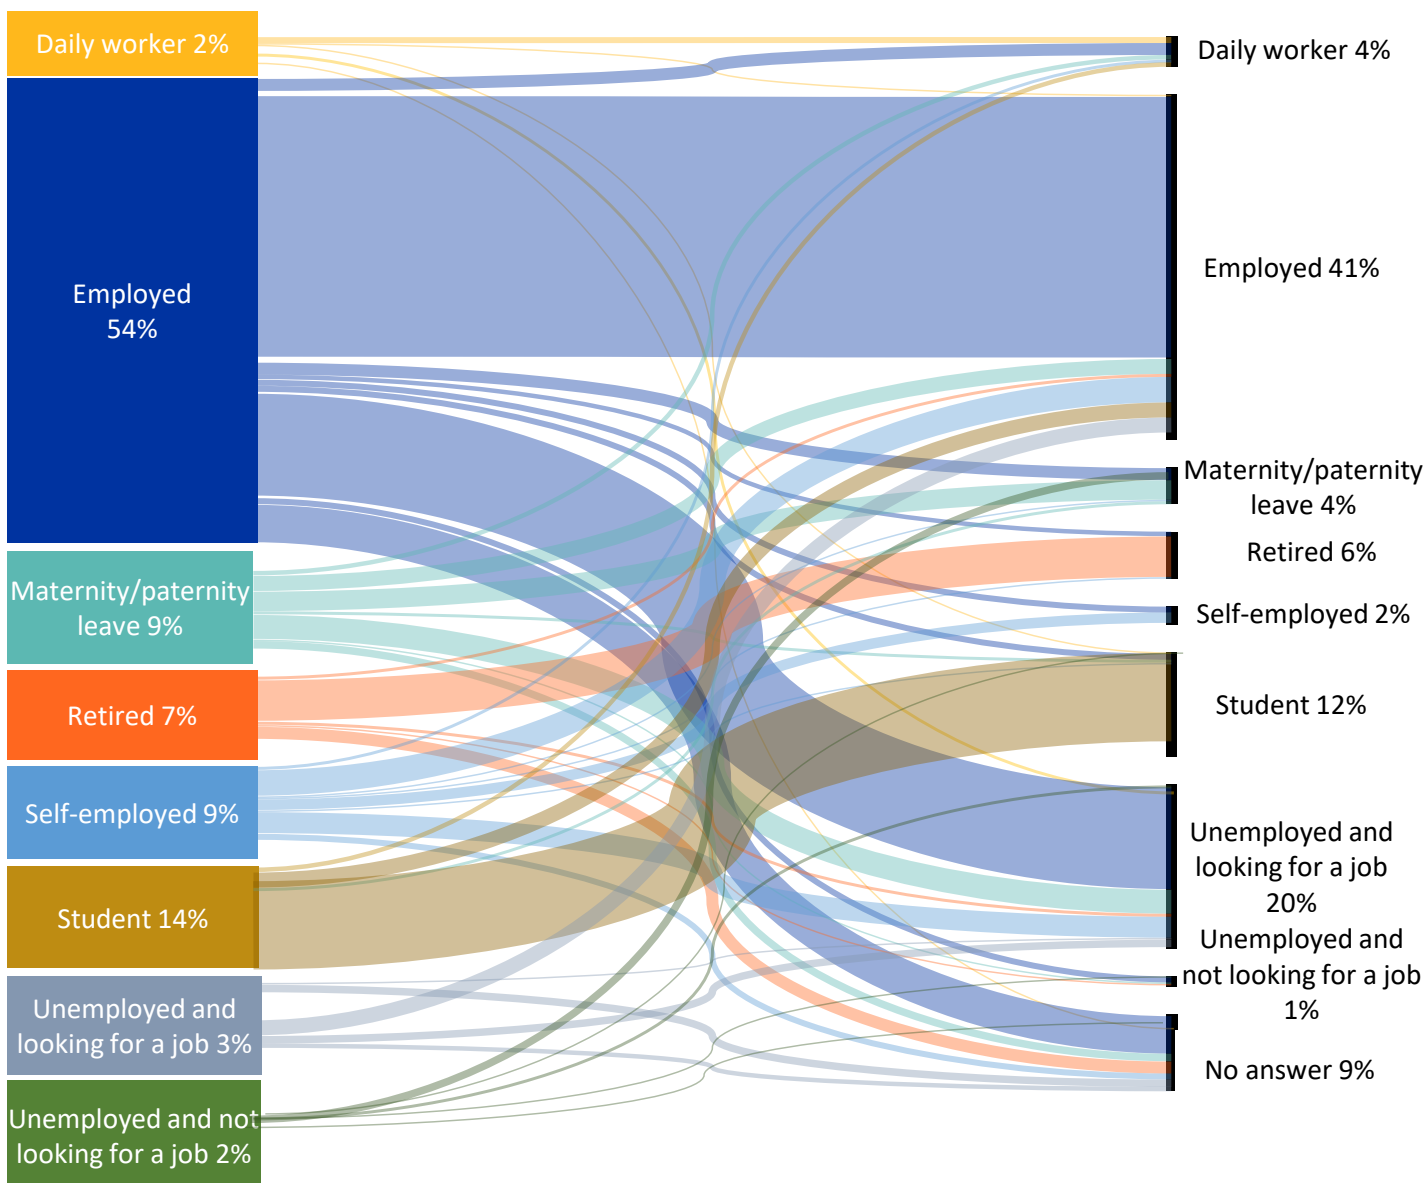 Daily worker 2%
Employed
54%
Maternity/paternity
leave 9%
Retired 7%
Self-employed 9%
Student 14%
Unemployed and
looking for a job 3%
Unemployed and not
looking for a job 2%
Daily worker 4%
Employed 41%
Maternity/paternity
leave 4%
Retired 6%
Self-employed 2%
Student 12%
Unemployed and
looking for a job
20%
Unemployed and
not looking for a job
1%
No answer 9%